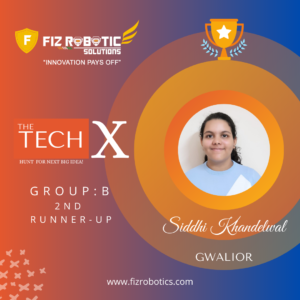 F
FIZ ROBOTIC
SOLUTIONS
"INNOVATION PAYS OFF"
THE
TECH X
HUNT FOR NEXT BIG IDEA!
GROUP:B
2ND
RUNNER-UP
Siddhi Khandelwal
GWALIOR
www.fizrobotics.com